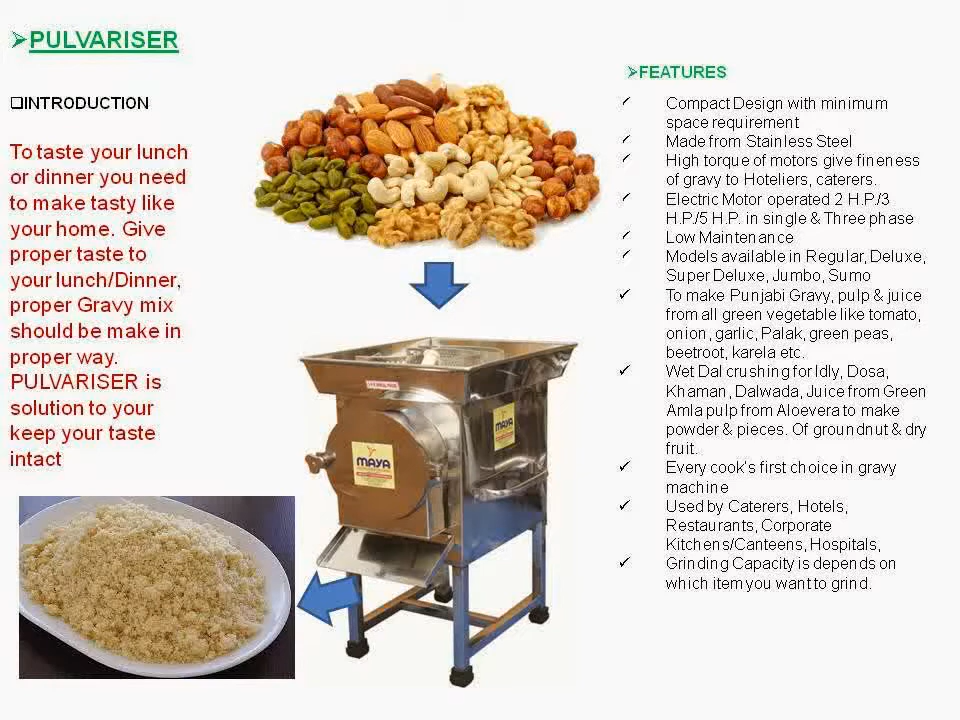 PULVARISER
INTRODUCTION
To taste your lunch
or dinner you need
to make tasty like
your home. Give
proper taste to
your lunch/Dinner,
proper Gravy mix
should be make in
proper way.
PULVARISER is
solution to your
keep your taste
intact
MAYA
FEATURES
Compact Design with minimum
space requirement
Made from Stainless Steel
High torque of motors give fineness
of gravy to Hoteliers, caterers.
Electric Motor operated 2 H.P./3
H.P./5 H.P. in single & Three phase
Low Maintenance
Models available in Regular, Deluxe,
Super Deluxe, Jumbo, Sumo
To make Punjabi Gravy, pulp & juice
from all green vegetable like tomato,
onion, garlic, Palak, green peas,
beetroot, karela etc.
Wet Dal crushing for Idly, Dosa,
Khaman, Dalwada, Juice from Green
Amla pulp from Aloevera to make
powder & pieces. Of groundnut & dry
fruit.
Every cook's first choice in gravy
machine
Used by Caterers, Hotels,
Restaurants, Corporate
Kitchens/Canteens, Hospitals,
Grinding Capacity is depends on
which item you want to grind.